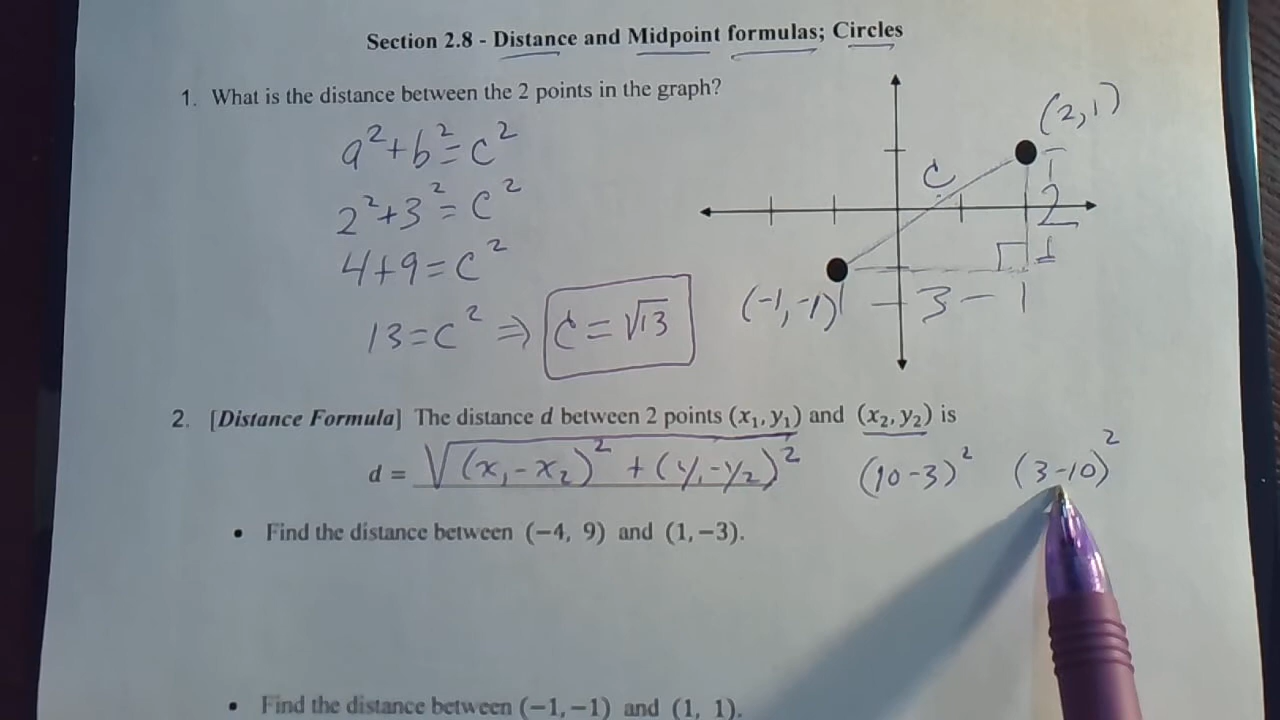 Section 2.8 - Distance and Midpoint formulas; Circles
1. What is the distance between the 2 points in the graph?
a² + b² = c²
2² + 3² = c²
4 + 9 = c²
13 = c² ⇒ c = √13
(2, 1)
c
1
2
1
(-1, -1)
3
2. [Distance Formula] The distance d between 2 points (x₁, y₁) and (x₂, y₂) is
d = √(x₁ - x₂)² + (y₁ - y₂)² (10 - 3)² (3 - 10)²
• Find the distance between (−4, 9) and (1, −3).
• Find the distance between (−1, −1) and (1, 1).